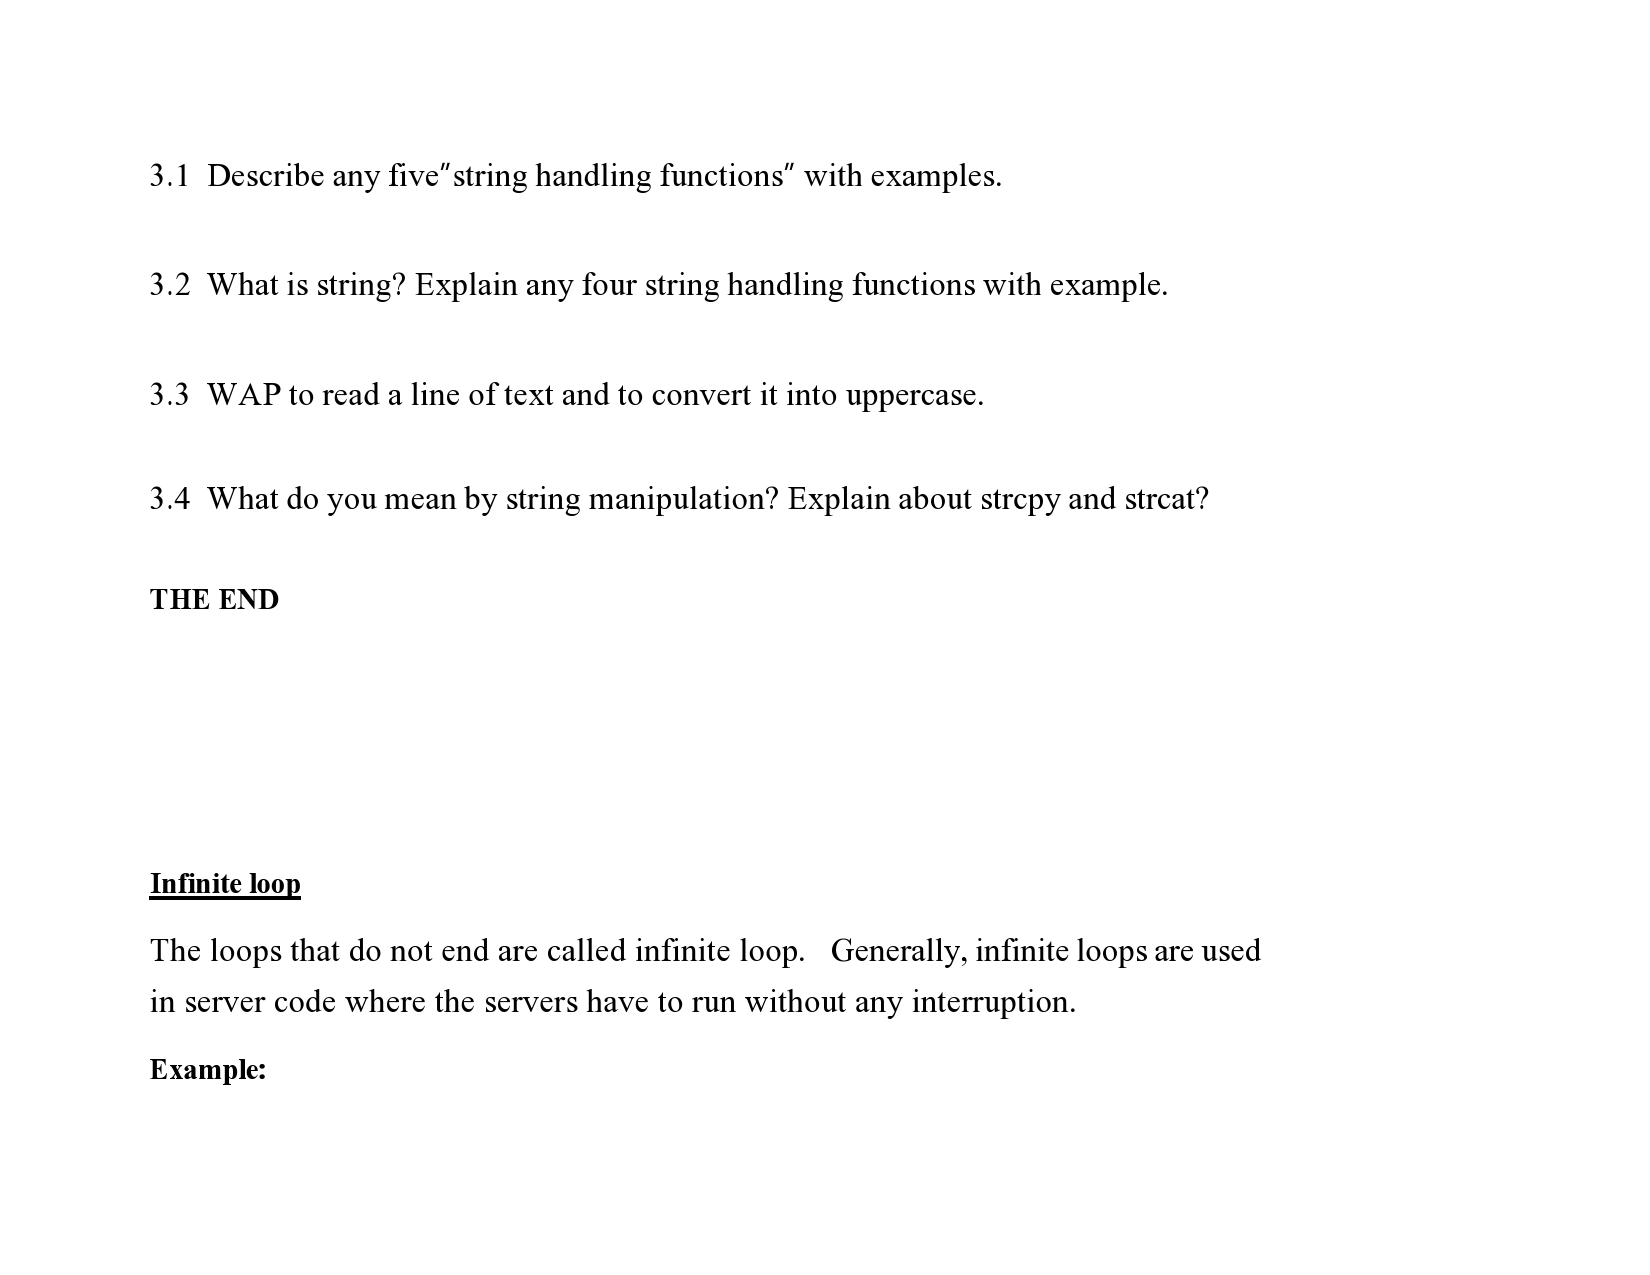 3.1 Describe any five"string handling functions" with examples.
3.2 What is string? Explain any four string handling functions with example.
3.3 WAP to read a line of text and to convert it into uppercase.
3.4 What do you mean by string manipulation? Explain about strcpy and strcat?
THE END
Infinite loop
The loops that do not end are called infinite loop. Generally, infinite loops are used
in server code where the servers have to run without any interruption.
Example: